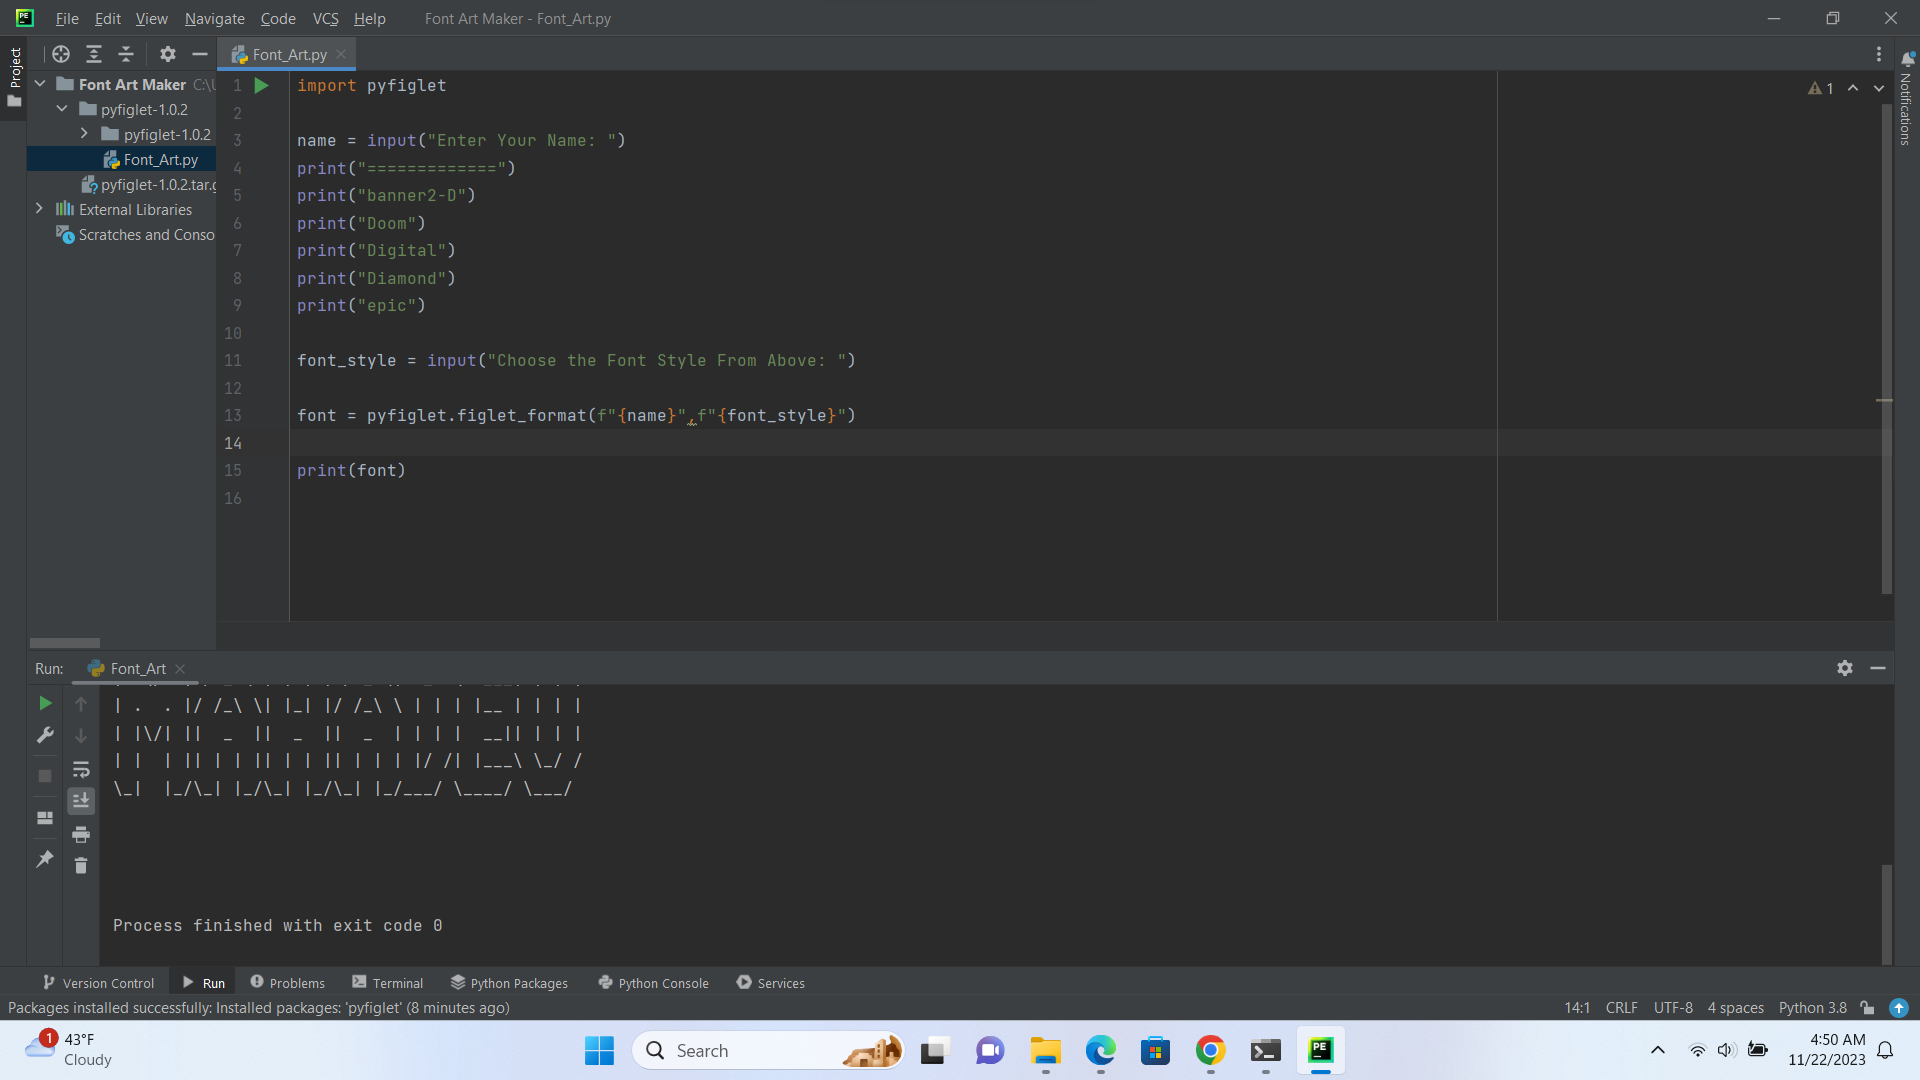 File Edit View Navigate Code VCS Help Font Art Maker - Font_Art.py
Project
Font_Art.py
Font Art Maker C:\U
pyfiglet-1.0.2
pyfiglet-1.0.2
Font_Art.py
pyfiglet-1.0.2.tar.g
External Libraries
Scratches and Conso
1 import pyfiglet
2
3 name = input("Enter Your Name: ")
4 print("=============")
5 print("banner2-D")
6 print("Doom")
7 print("Digital")
8 print("Diamond")
9 print("epic")
10
11 font_style = input("Choose the Font Style From Above: ")
12
13 font = pyfiglet.figlet_format(f"{name}",f"{font_style}")
14
15 print(font)
16
1
Notifications
Run: Font_Art
| .  . |/ /_\ \| |_| |/ /_\ \ | | | |__ | | | |
| |\/| ||  _  ||  _  ||  _  | | | |  __|| | | |
| |  | || | | || | | || | | | |/ /| |___\ \_/ /
\_|  |_/\_| |_/\_| |_/\_| |_/___/ \____/ \___/
Process finished with exit code 0
Version Control Run Problems Terminal Python Packages Python Console Services
Packages installed successfully: Installed packages: 'pyfiglet' (8 minutes ago) 14:1 CRLF UTF-8 4 spaces Python 3.8
1
43°F
Cloudy
Search
PE
4:50 AM
11/22/2023